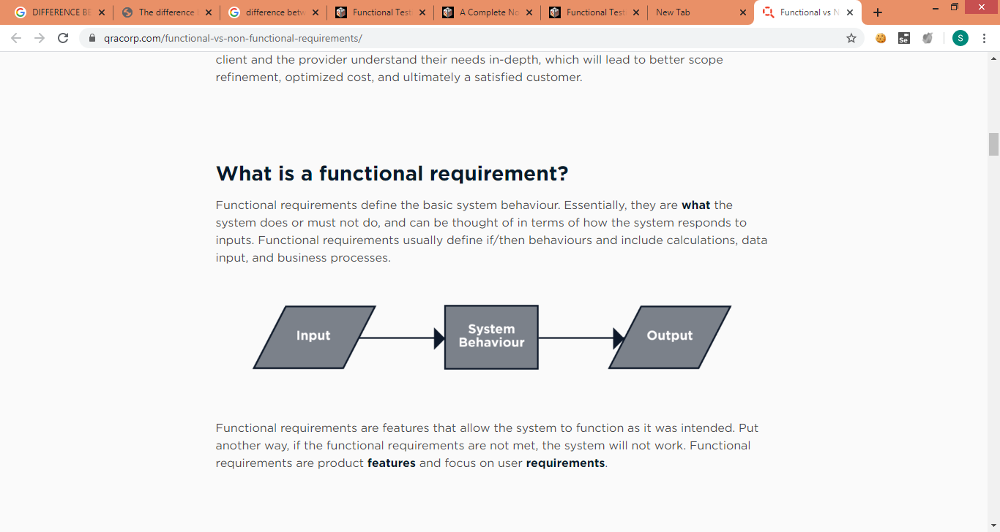 DIFFERENCE BE
The difference
difference betw
Functional Test
A Complete No
Functional Test
New Tab
Functional vs N
qracorp.com/functional-vs-non-functional-requirements/
Se
S
client and the provider understand their needs in-depth, which will lead to better scope
refinement, optimized cost, and ultimately a satisfied customer.
What is a functional requirement?
Functional requirements define the basic system behaviour. Essentially, they are what the
system does or must not do, and can be thought of in terms of how the system responds to
inputs. Functional requirements usually define if/then behaviours and include calculations, data
input, and business processes.
Input
System
Behaviour
Output
Functional requirements are features that allow the system to function as it was intended. Put
another way, if the functional requirements are not met, the system will not work. Functional
requirements are product features and focus on user requirements.